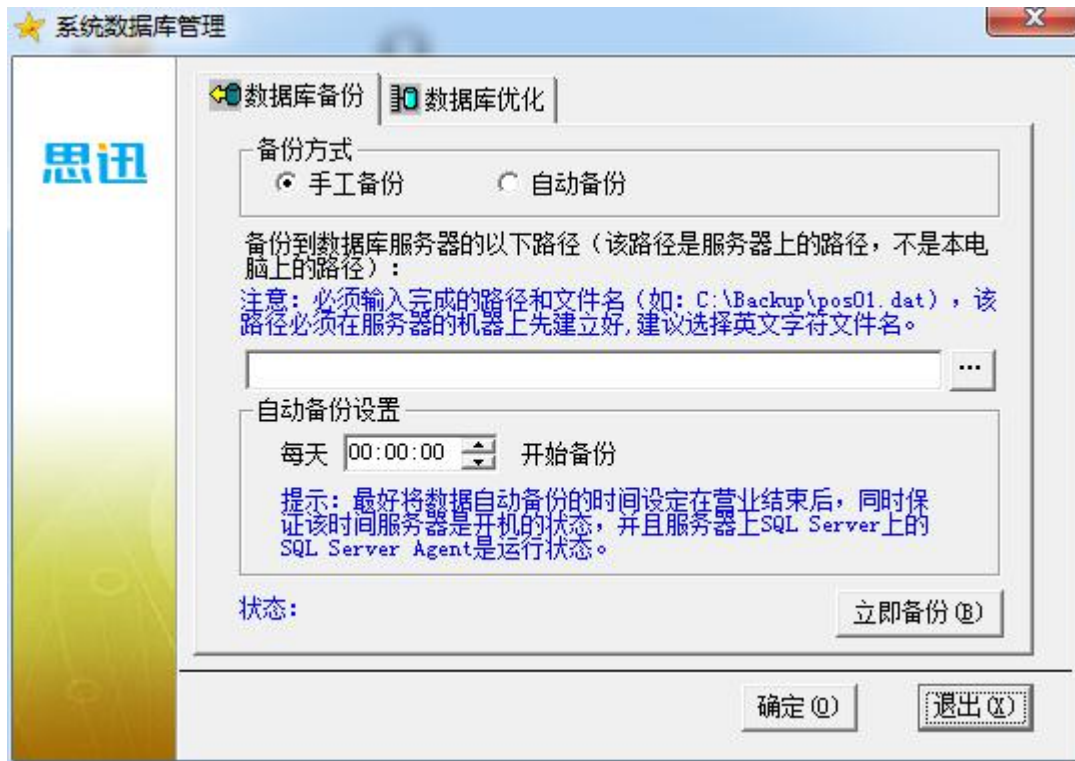 系统数据库管理
X
思迅
数据库备份 数据库优化
备份方式
手工备份 自动备份
备份到数据库服务器的以下路径（该路径是服务器上的路径，不是本电
脑上的路径）：
注意：必须输入完成的路径和文件名（如：C:\Backup\pos01.dat），该
路径必须在服务器的机器上先建立好,建议选择英文字符文件名。
...
自动备份设置
每天 00:00:00 开始备份
提示：最好将数据自动备份的时间设定在营业结束后，同时保
证该时间服务器是开机的状态，并且服务器上SQL Server上的
SQL Server Agent是运行状态。
状态：
立即备份(B)
确定(O) 退出(X)